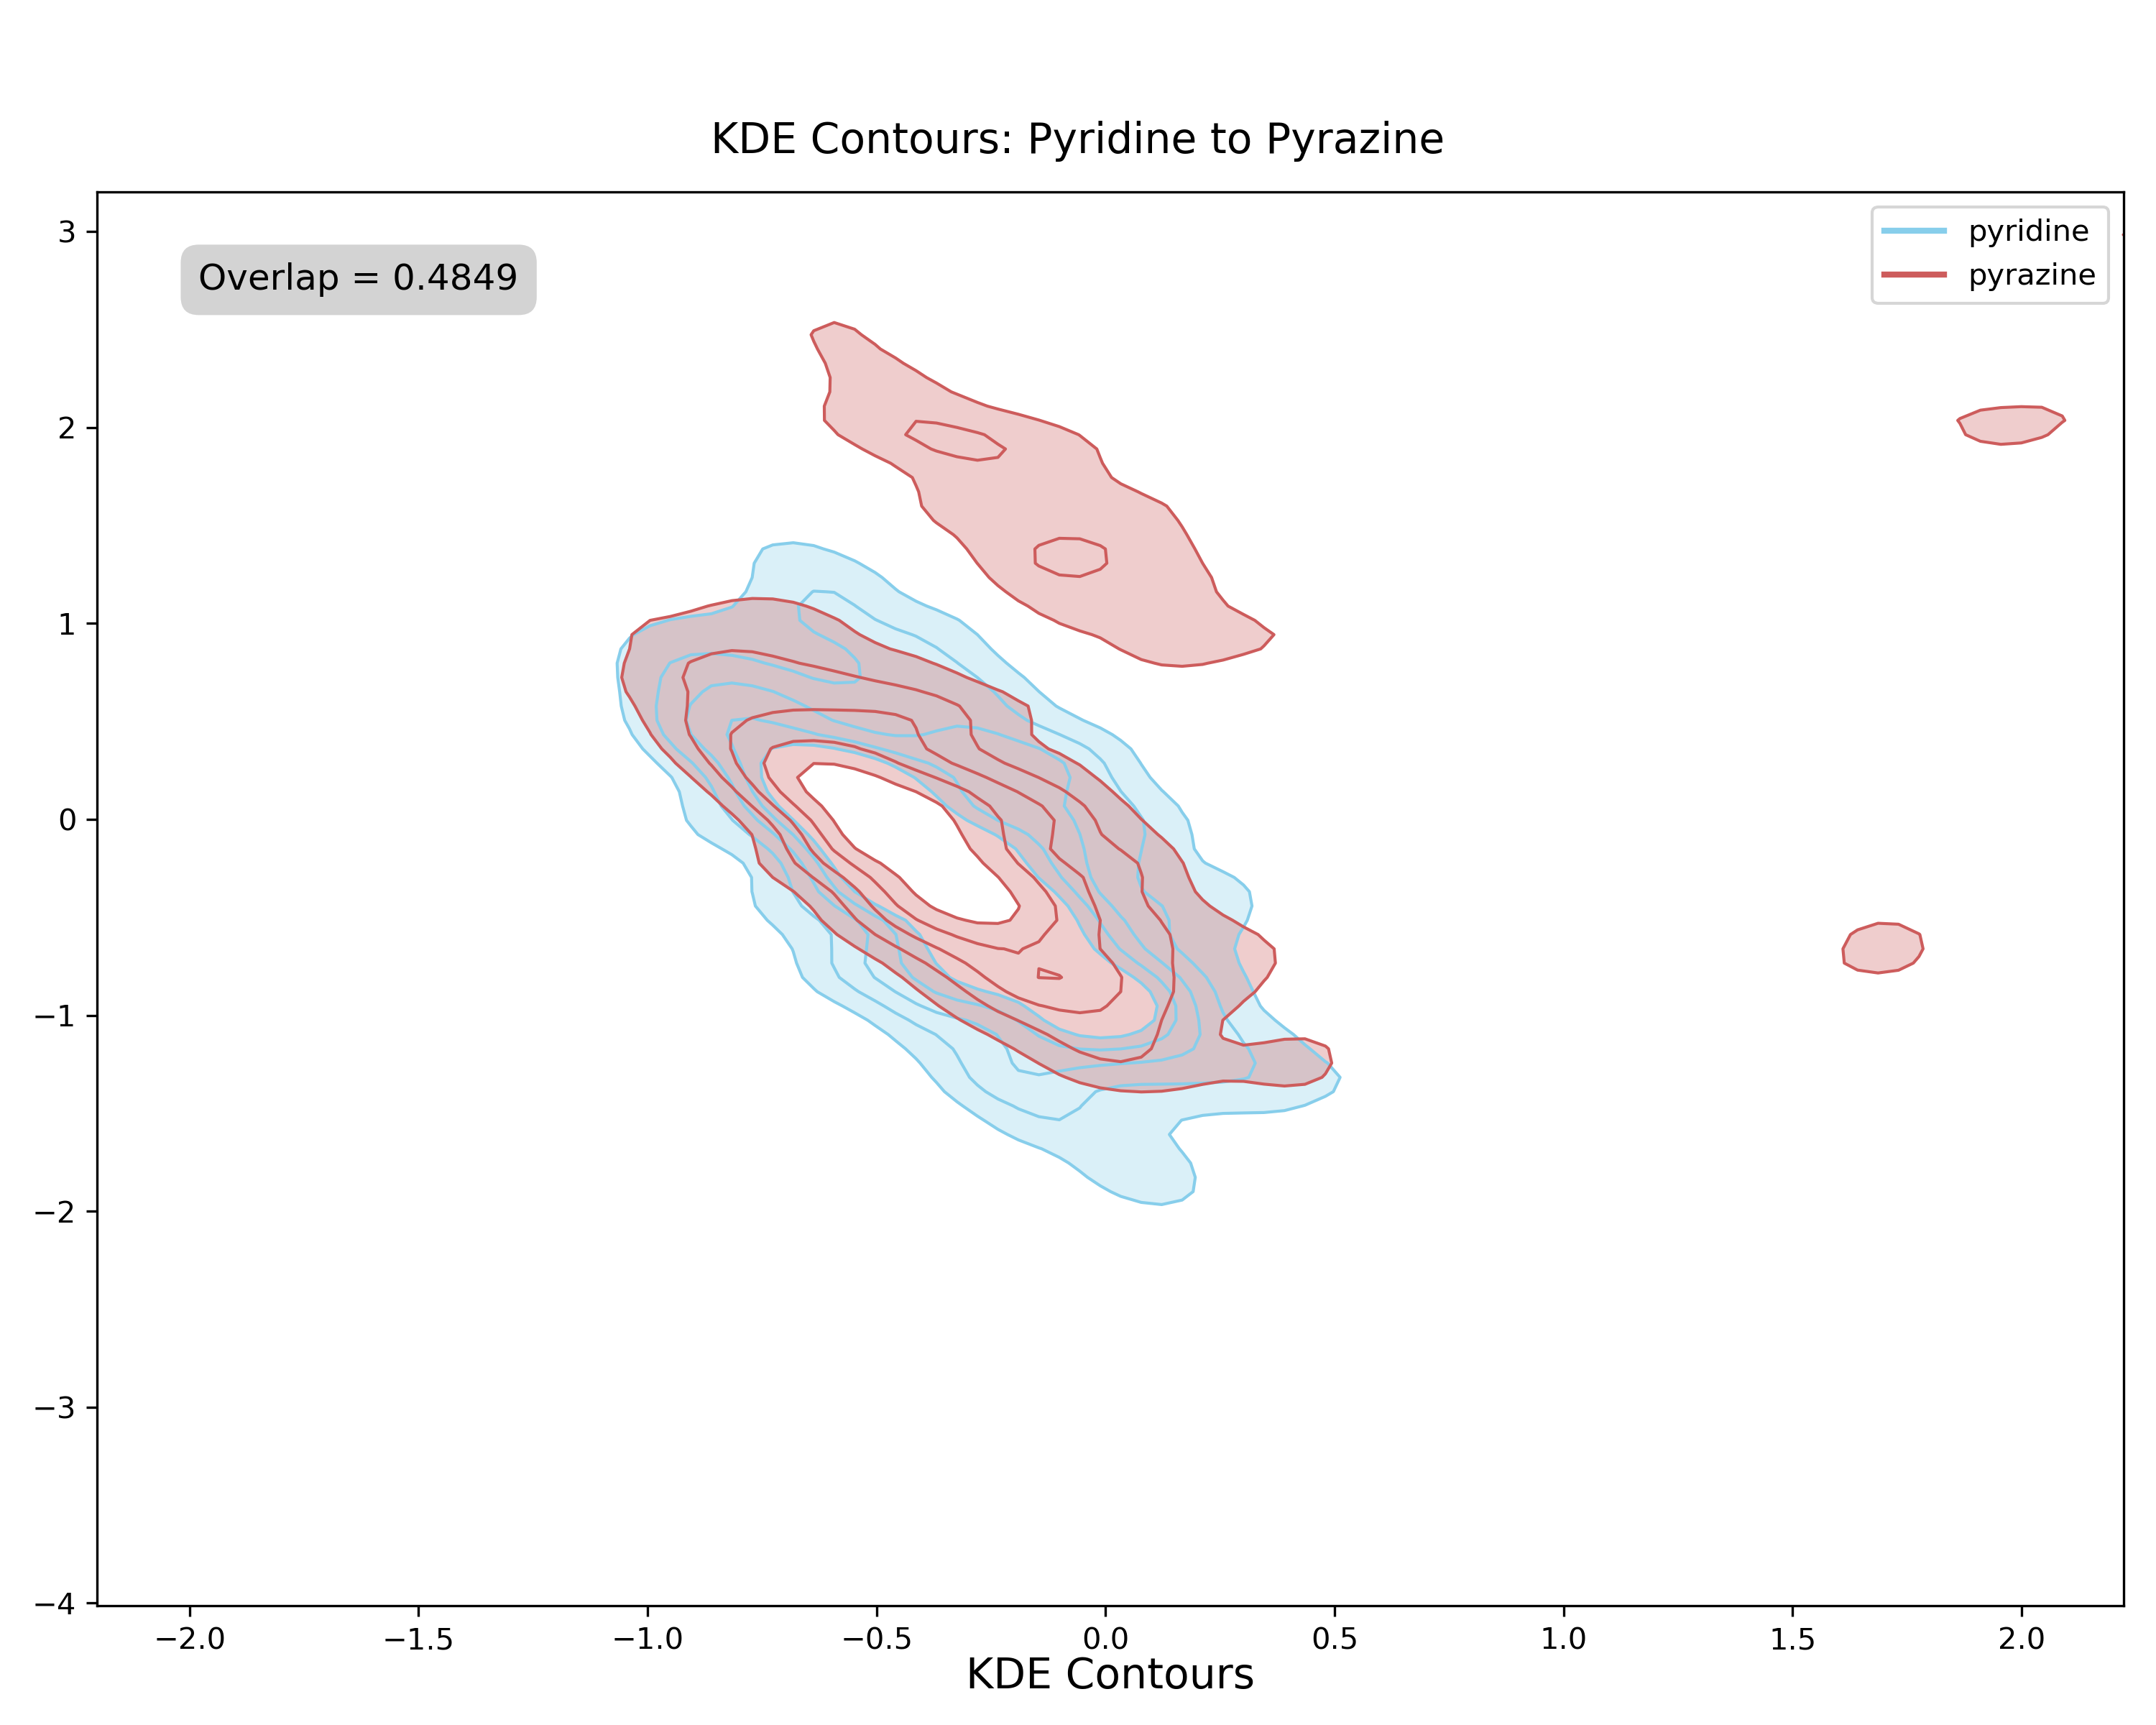 KDE Contours: Pyridine to Pyrazine
3
2
1
0
−1
−2
−3
−4
Overlap = 0.4849
pyridine
pyrazine
−2.0 −1.5 −1.0 −0.5 0.0 0.5 1.0 1.5 2.0
KDE Contours